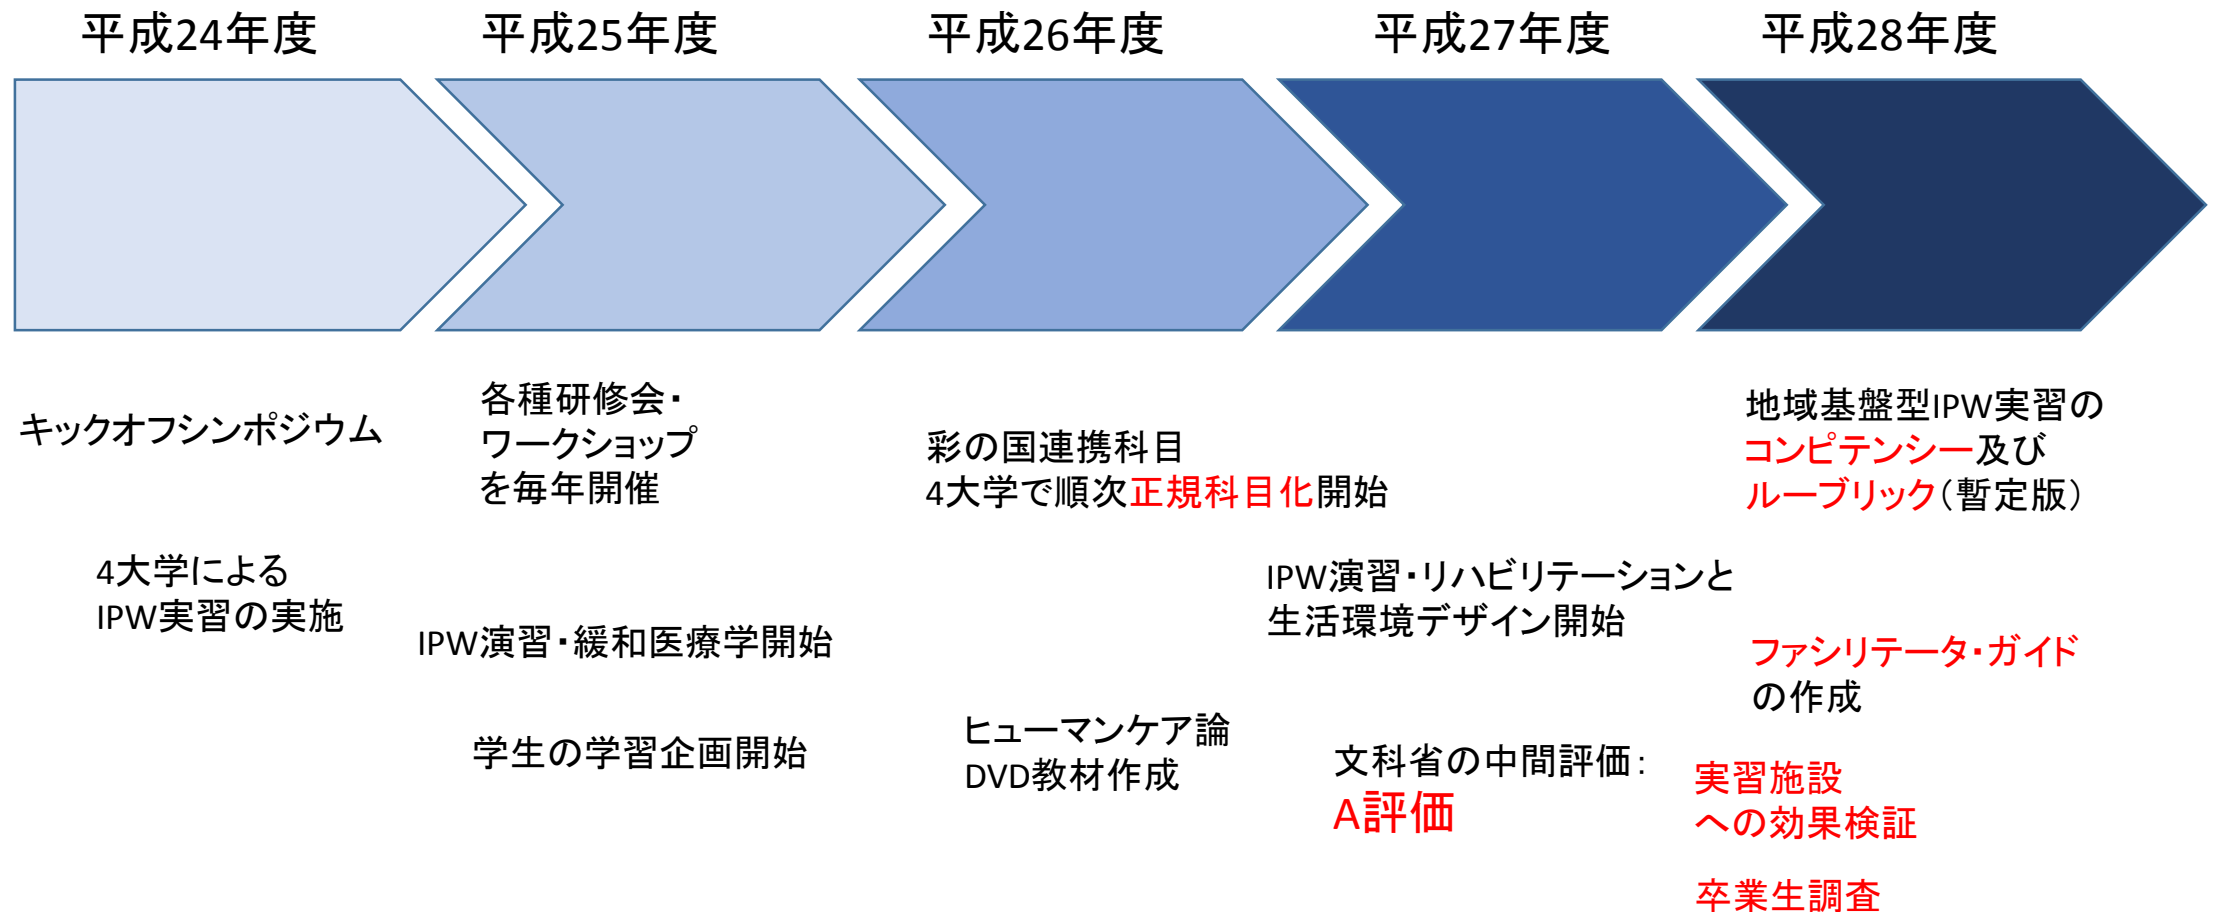 平成24年度
平成25年度
平成26年度
平成27年度
平成28年度
キックオフシンポジウム
4大学による
IPW実習の実施
各種研修会・
ワークショップ
を毎年開催
IPW演習・緩和医療学開始
学生の学習企画開始
彩の国連携科目
4大学で順次正規科目化開始
ヒューマンケア論
DVD教材作成
IPW演習・リハビリテーションと
生活環境デザイン開始
文科省の中間評価：
A評価
地域基盤型IPW実習の
コンピテンシー及び
ルーブリック（暫定版）
ファシリテータ・ガイド
の作成
実習施設
への効果検証
卒業生調査